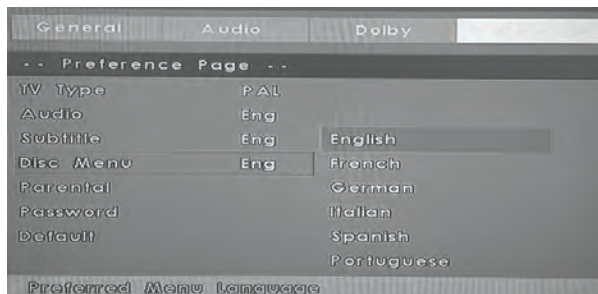 General Audio Dolby
-- Preference Page --
TV Type PAL
Audio Eng
Subtitle Eng English
Disc Menu Eng French
Parental German
Password Italian
Default Spanish
Portuguese
Preferred Menu Language